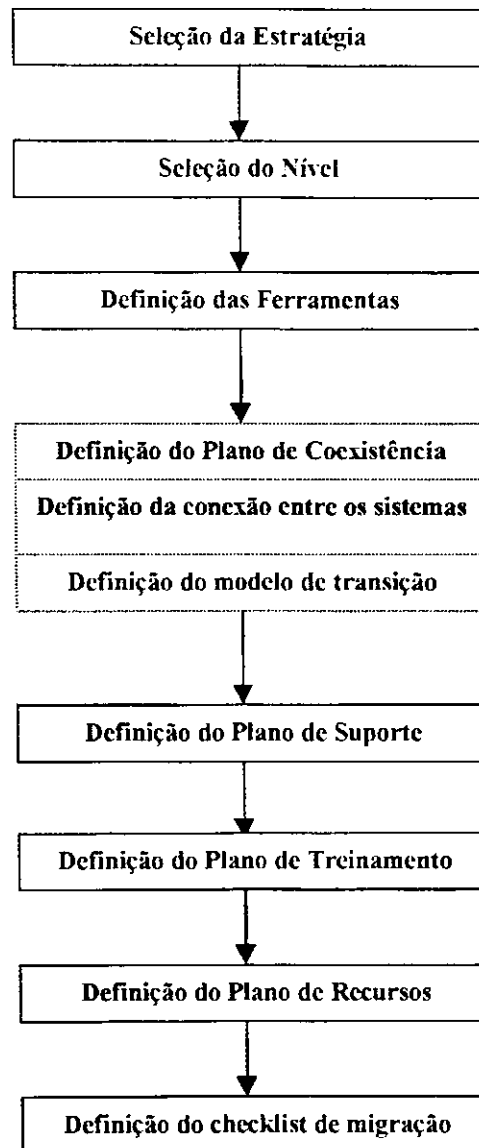 Seleção da Estratégia
Seleção do Nível
Definição das Ferramentas
Definição do Plano de Coexistência
Definição da conexão entre os sistemas
Definição do modelo de transição
Definição do Plano de Suporte
Definição do Plano de Treinamento
Definição do Plano de Recursos
Definição do checklist de migração